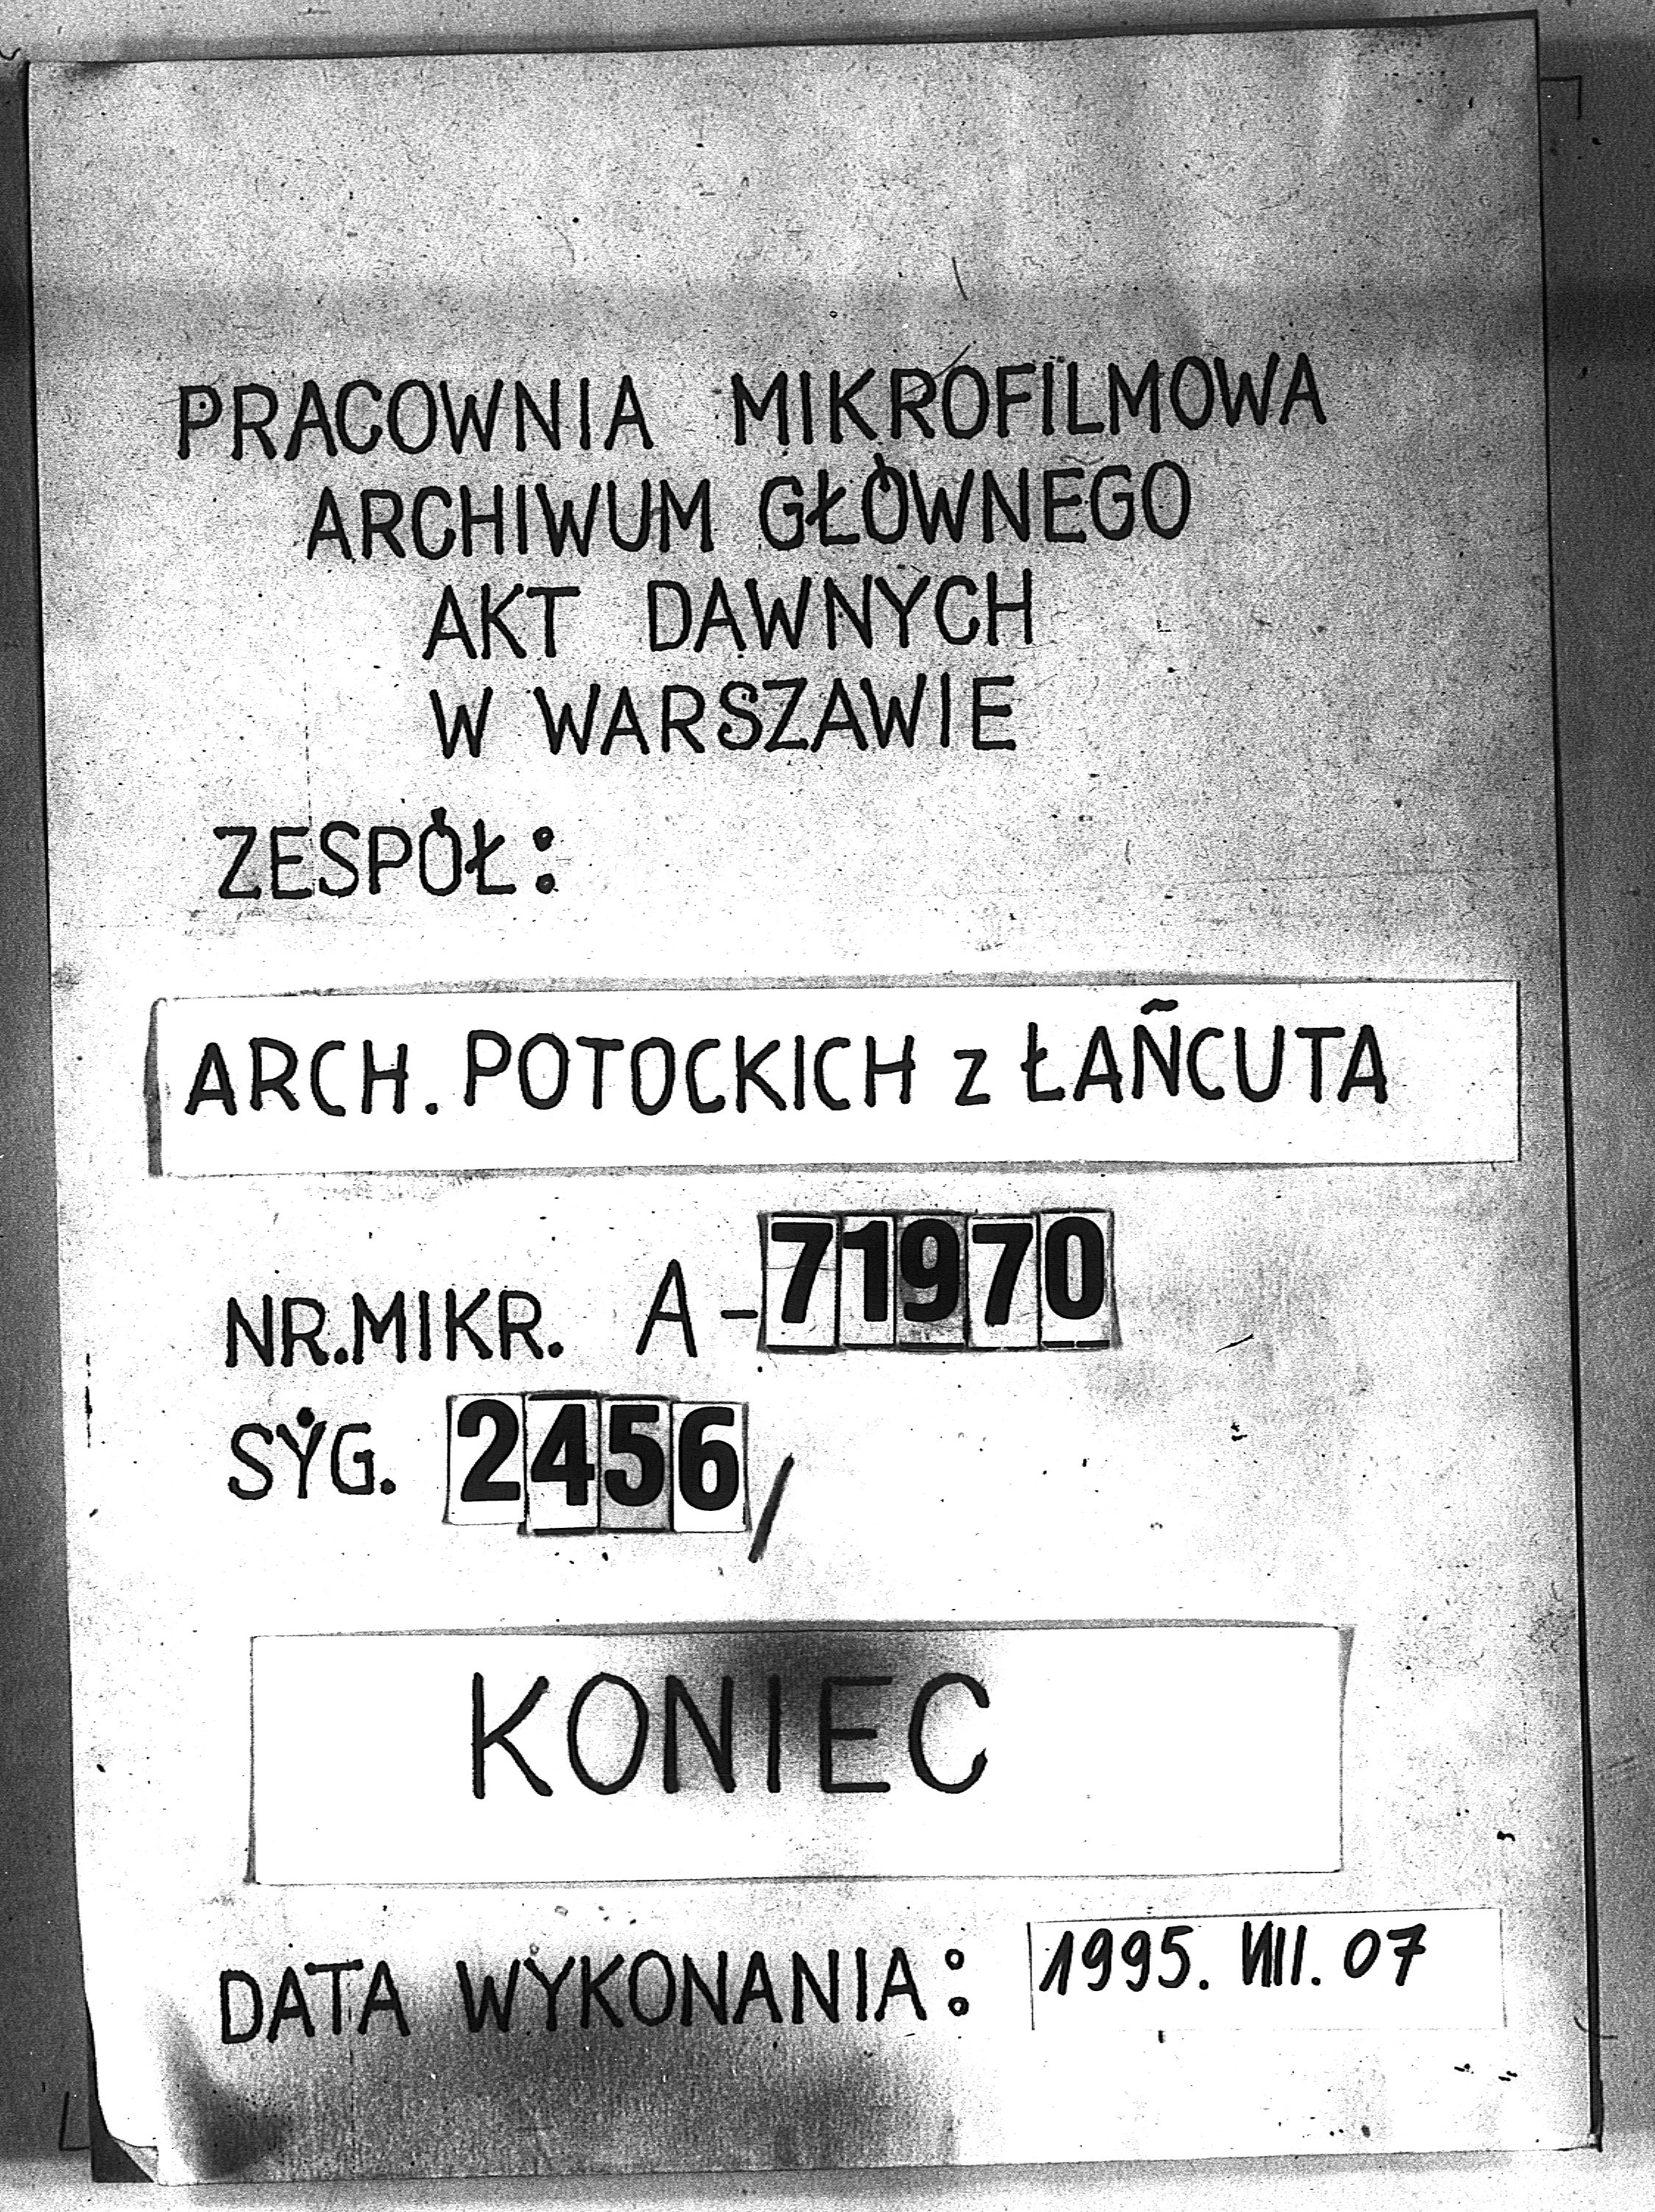 PRACOWNIA MIKROFILMOWA
ARCHIWUM GŁÓWNEGO
AKT DAWNYCH
W WARSZAWIE
ZESPÓŁ:
ARCH. POTOCKICH z ŁAŃCUTA
NR.MIKR. A-71970
SYG. 2456/
KONIEC
DATA WYKONANIA: 1995. VIII. 07